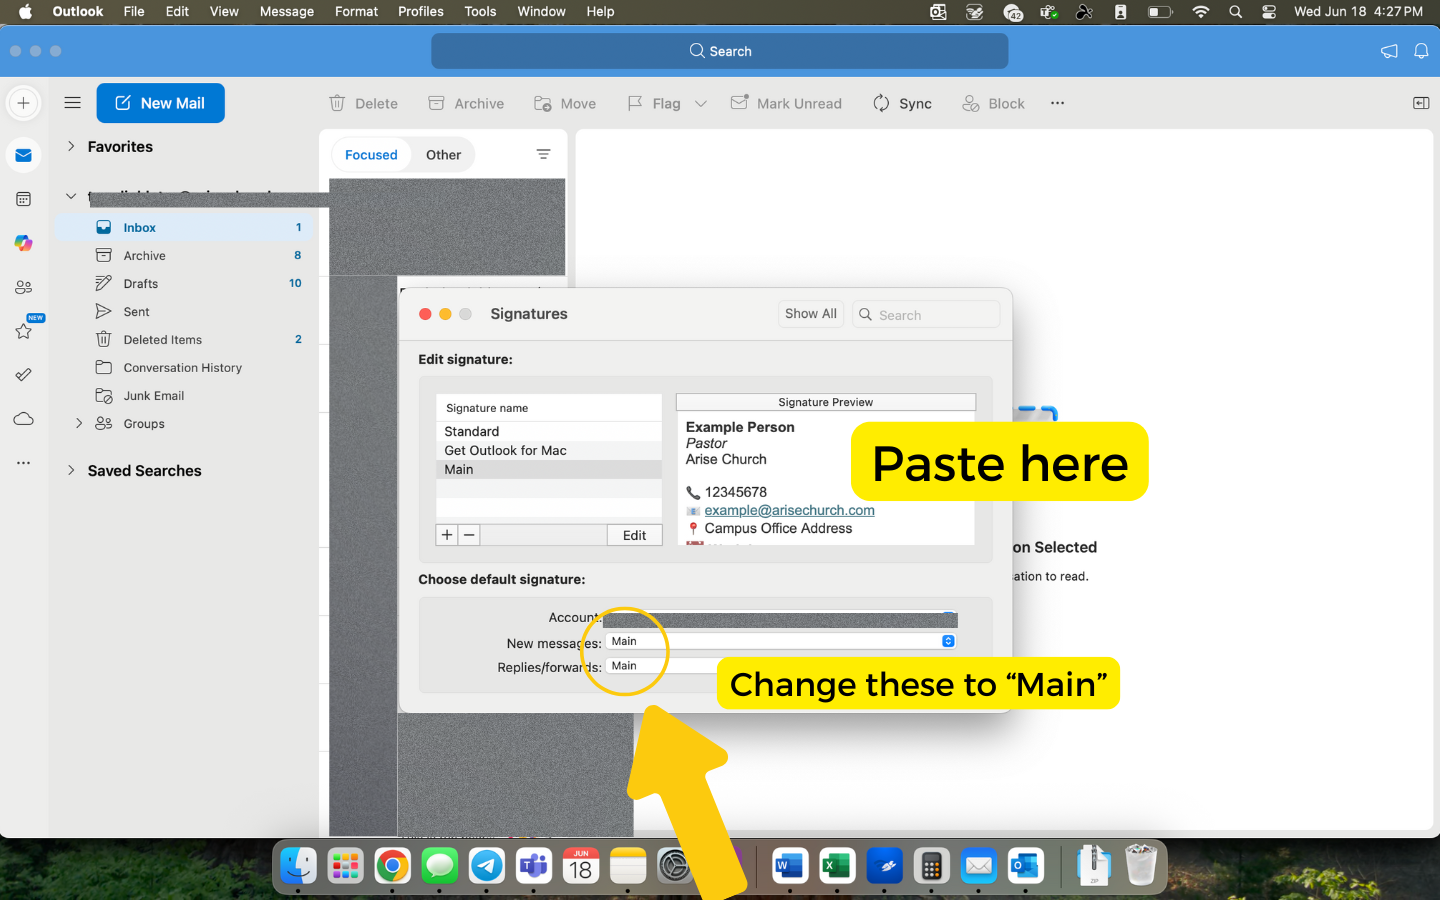 Outlook File Edit View Message Format Profiles Tools Window Help 42 Wed Jun 18 4:27 PM
Search
New Mail Delete Archive Move Flag Mark Unread Sync Block ...
Favorites
Focused Other
Inbox 1
Archive 8
Drafts 10
Sent
NEW
Deleted Items 2
Conversation History
Junk Email
Groups
Saved Searches
Signatures Show All Search
Edit signature:
Signature name
Standard
Get Outlook for Mac
Main
+ − Edit
Signature Preview
Example Person
Pastor
Arise Church
12345678
example@arisechurch.com
Campus Office Address
Paste here
on Selected
ation to read.
Choose default signature:
Account:
New messages: Main
Replies/forwards: Main
Change these to “Main”
JUN
18
ZIP